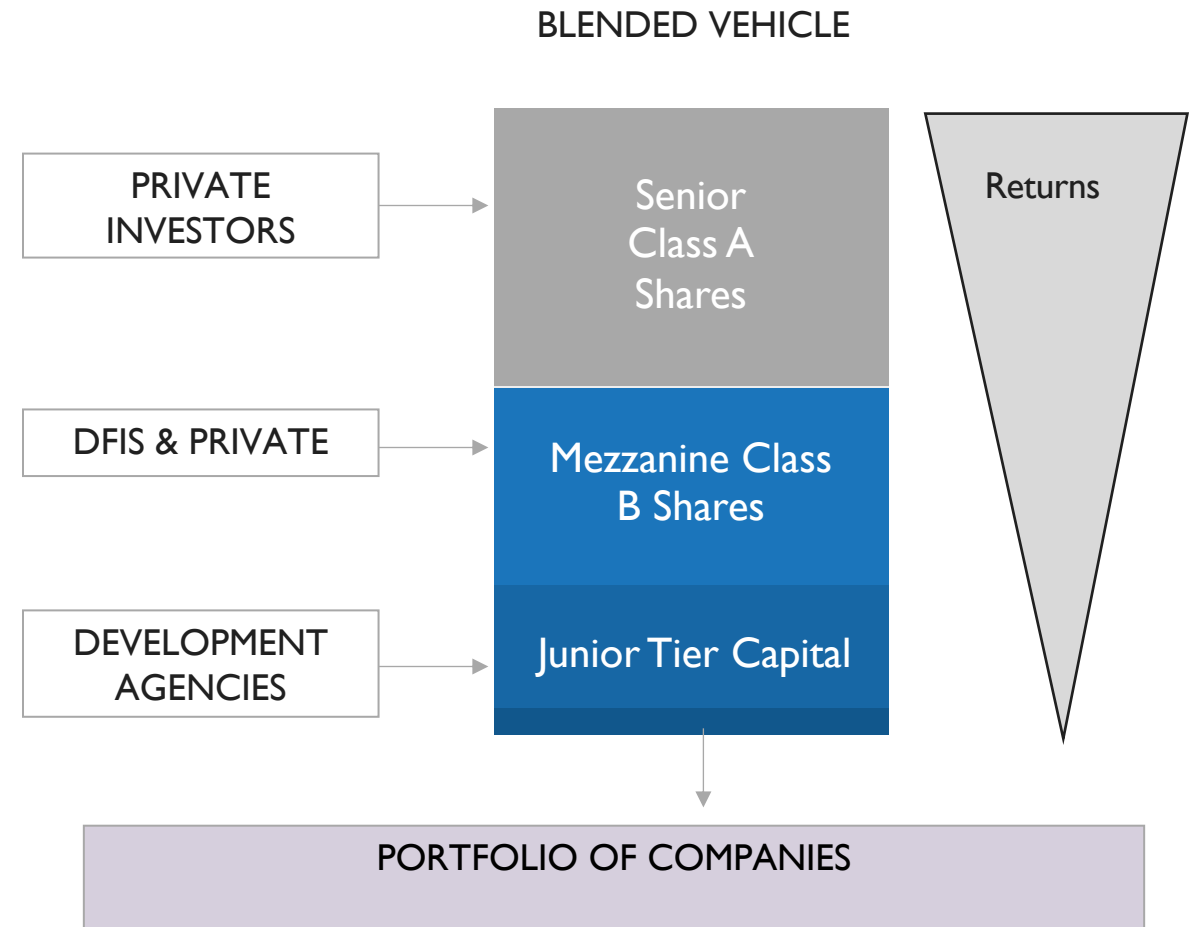 BLENDED VEHICLE
PRIVATE
INVESTORS
Senior
Class A
Shares
Returns
DFIS & PRIVATE
Mezzanine Class
B Shares
DEVELOPMENT
AGENCIES
Junior Tier Capital
PORTFOLIO OF COMPANIES